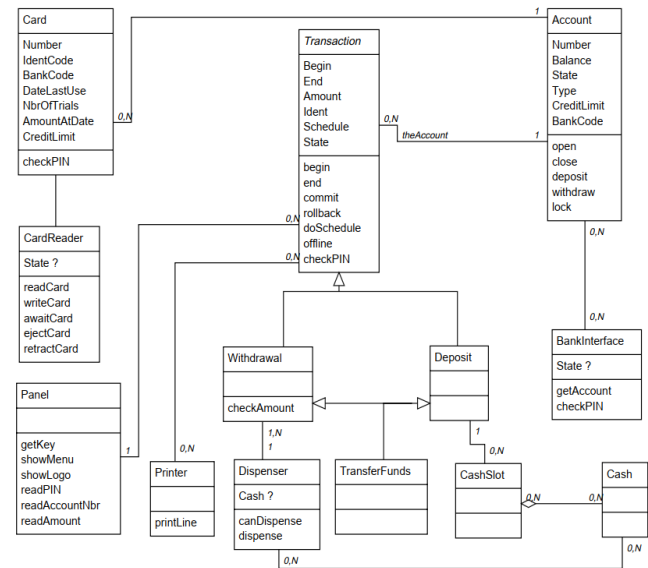 Card
Number
IdentCode
BankCode
DateLastUse
NbrOfTrials
AmountAtDate
CreditLimit
checkPIN
0,N
1
Transaction
Begin
End
Amount
Ident
Schedule
State
begin
end
commit
rollback
doSchedule
offline
checkPIN
0,N
theAccount
1
0,N
0,N
Account
Number
Balance
State
Type
CreditLimit
BankCode
open
close
deposit
withdraw
lock
0,N
0,N
CardReader
State ?
readCard
writeCard
awaitCard
ejectCard
retractCard
BankInterface
State ?
getAccount
checkPIN
Withdrawal
checkAmount
1,N
1
Deposit
1
0,N
Panel
getKey
showMenu
showLogo
readPIN
readAccountNbr
readAmount
1
0,N
Printer
printLine
Dispenser
Cash ?
canDispense
dispense
0,N
TransferFunds
CashSlot
0,N
0,N
Cash
0,N